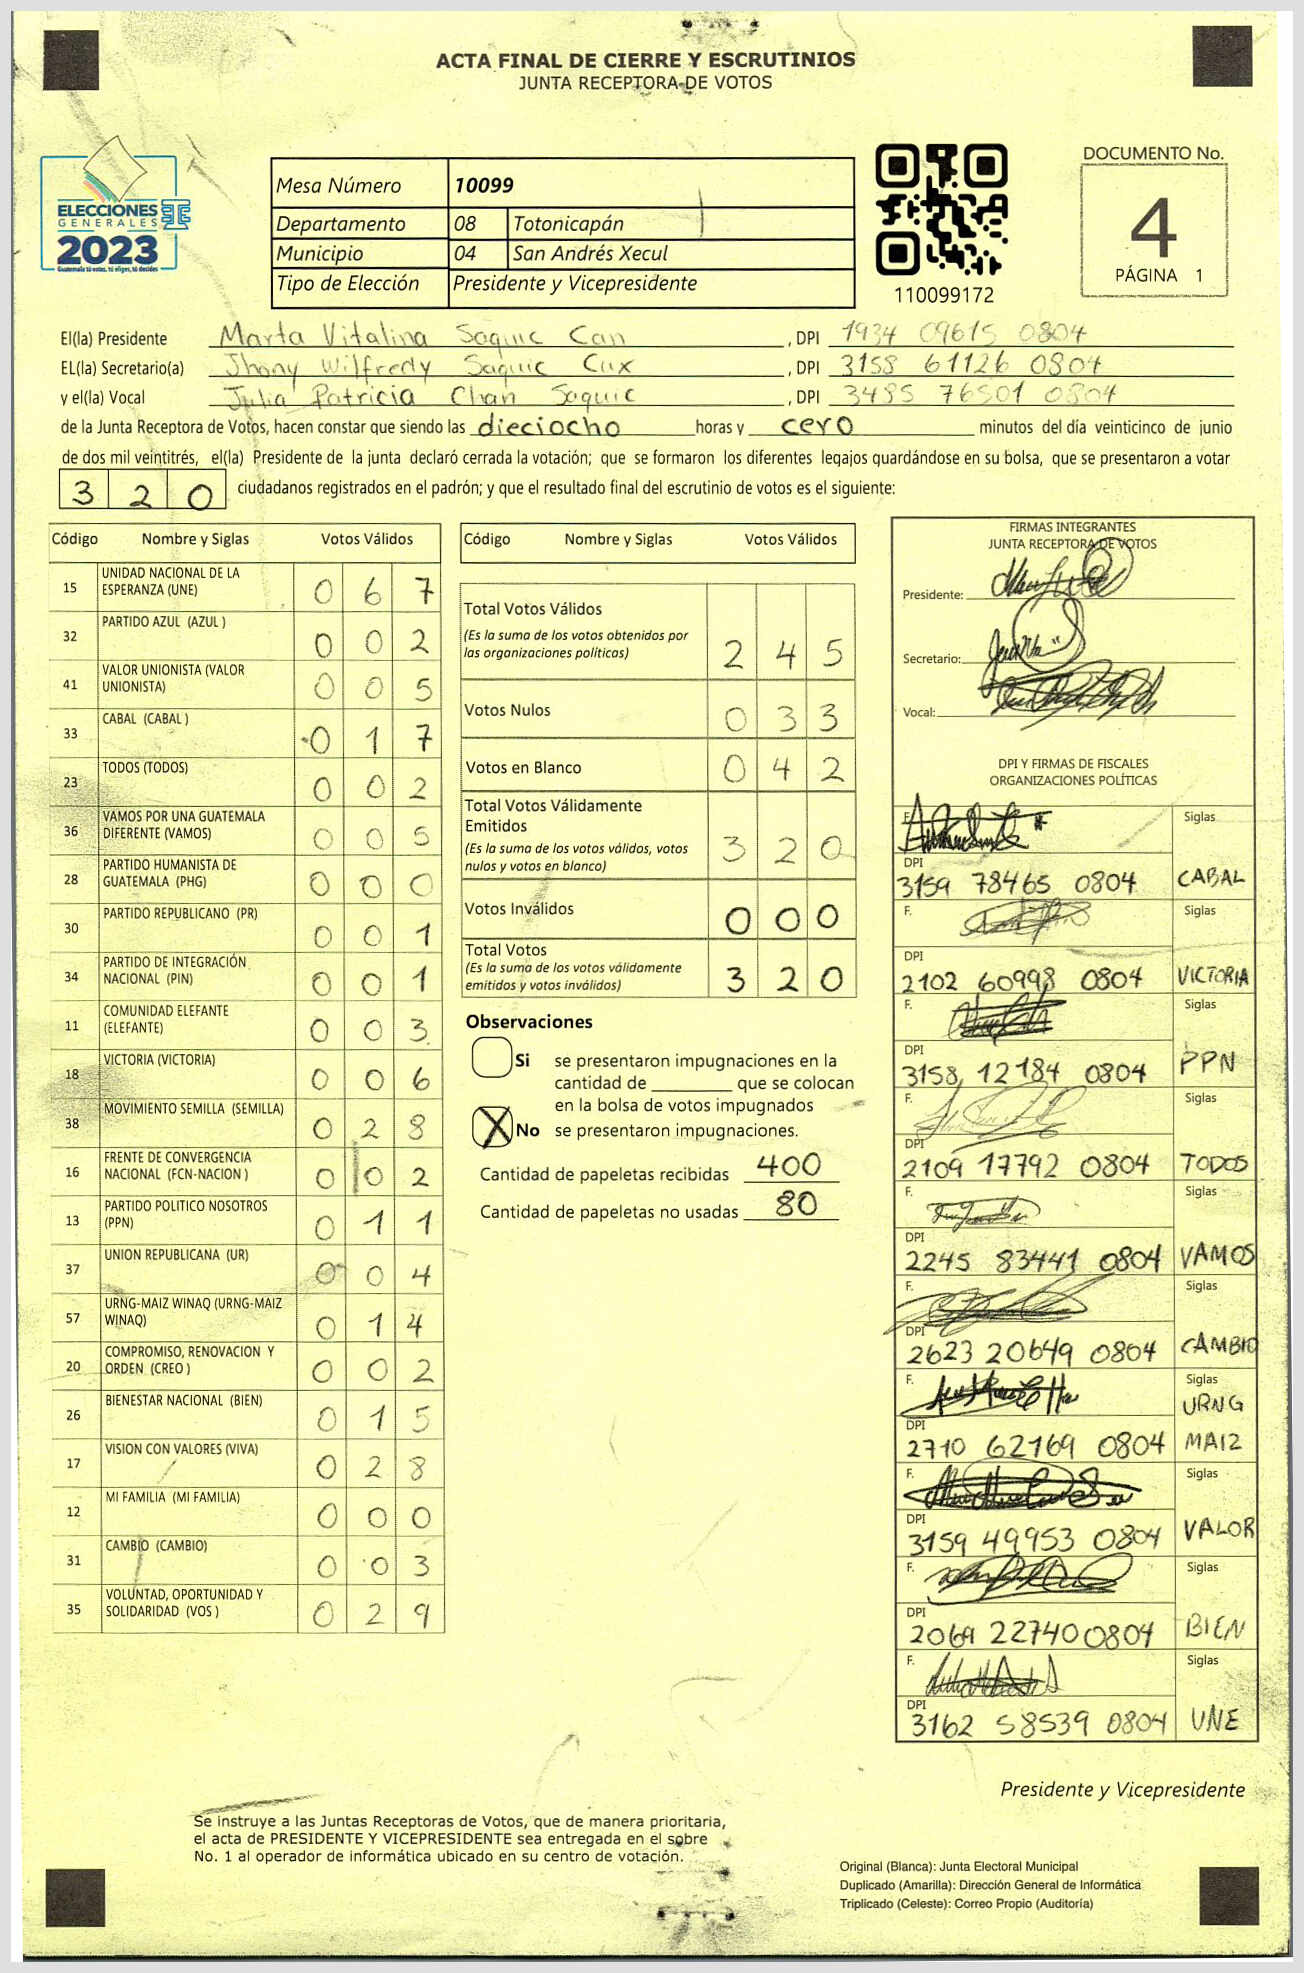 ACTA FINAL DE CIERRE Y ESCRUTINIOS
JUNTA RECEPTORA DE VOTOS
ELECCIONES
GENERALES
2023
Guatemala tú votas, tú eliges, tú decides
Mesa Número 10099
Departamento 08 Totonicapán
Municipio 04 San Andrés Xecul
Tipo de Elección Presidente y Vicepresidente
110099172
DOCUMENTO No.
4
PÁGINA 1
El(la) Presidente Marta Vitalina Saquic Can , DPI 1934 09615 0804
EL(la) Secretario(a) Jhony Wilfredy Saquic Cux , DPI 3158 61126 0804
y el(la) Vocal Julia Patricia Chan Saquic , DPI 3485 76501 0804
de la Junta Receptora de Votos, hacen constar que siendo las dieciocho horas y cero minutos del día veinticinco de junio
de dos mil veintitrés, el(la) Presidente de la junta declaró cerrada la votación; que se formaron los diferentes legajos guardándose en su bolsa, que se presentaron a votar
320 ciudadanos registrados en el padrón; y que el resultado final del escrutinio de votos es el siguiente:
Código Nombre y Siglas Votos Válidos
15 UNIDAD NACIONAL DE LA ESPERANZA (UNE) 0 6 7
32 PARTIDO AZUL (AZUL ) 0 0 2
41 VALOR UNIONISTA (VALOR UNIONISTA) 0 0 5
33 CABAL (CABAL ) 0 1 7
23 TODOS (TODOS) 0 0 2
36 VAMOS POR UNA GUATEMALA DIFERENTE (VAMOS) 0 0 5
28 PARTIDO HUMANISTA DE GUATEMALA (PHG) 0 0 0
30 PARTIDO REPUBLICANO (PR) 0 0 1
34 PARTIDO DE INTEGRACIÓN NACIONAL (PIN) 0 0 1
11 COMUNIDAD ELEFANTE (ELEFANTE) 0 0 3
18 VICTORIA (VICTORIA) 0 0 6
38 MOVIMIENTO SEMILLA (SEMILLA) 0 2 8
16 FRENTE DE CONVERGENCIA NACIONAL (FCN-NACION ) 0 0 2
13 PARTIDO POLITICO NOSOTROS (PPN) 0 1 1
37 UNION REPUBLICANA (UR) 0 0 4
57 URNG-MAIZ WINAQ (URNG-MAIZ WINAQ) 0 1 4
20 COMPROMISO, RENOVACION Y ORDEN (CREO ) 0 0 2
26 BIENESTAR NACIONAL (BIEN) 0 1 5
17 VISION CON VALORES (VIVA) 0 2 8
12 MI FAMILIA (MI FAMILIA) 0 0 0
31 CAMBIO (CAMBIO) 0 0 3
35 VOLUNTAD, OPORTUNIDAD Y SOLIDARIDAD (VOS ) 0 2 9
Código Nombre y Siglas Votos Válidos
Total Votos Válidos
(Es la suma de los votos obtenidos por
las organizaciones políticas) 2 4 5
Votos Nulos 0 3 3
Votos en Blanco 0 4 2
Total Votos Válidamente
Emitidos
(Es la suma de los votos válidos, votos
nulos y votos en blanco) 3 2 0
Votos Inválidos 0 0 0
Total Votos
(Es la suma de los votos válidamente
emitidos y votos inválidos) 3 2 0
Observaciones
Si se presentaron impugnaciones en la
cantidad de ________ que se colocan
en la bolsa de votos impugnados
X No se presentaron impugnaciones.
Cantidad de papeletas recibidas 400
Cantidad de papeletas no usadas 80
FIRMAS INTEGRANTES
JUNTA RECEPTORA DE VOTOS
Presidente:
Secretario:
Vocal:
DPI Y FIRMAS DE FISCALES
ORGANIZACIONES POLÍTICAS
F. Siglas
DPI
3159 78465 0804 CABAL
F. Siglas
DPI
2102 60998 0804 VICTORIA
F. Siglas
DPI
3158 12184 0804 PPN
F. Siglas
DPI
2109 17792 0804 TODOS
F. Siglas
DPI
2245 83441 0804 VAMOS
F. Siglas
DPI
2623 20649 0804 CAMBIO
F. Siglas
URNG
DPI
2710 62169 0804 MAIZ
F. Siglas
DPI
3159 49953 0804 VALOR
F. Siglas
DPI
2069 22740 0804 BIEN
F. Siglas
DPI
3162 58539 0804 UNE
Presidente y Vicepresidente
Se instruye a las Juntas Receptoras de Votos, que de manera prioritaria,
el acta de PRESIDENTE Y VICEPRESIDENTE sea entregada en el sobre
No. 1 al operador de informática ubicado en su centro de votación.
Original (Blanca): Junta Electoral Municipal
Duplicado (Amarilla): Dirección General de Informática
Triplicado (Celeste): Correo Propio (Auditoría)